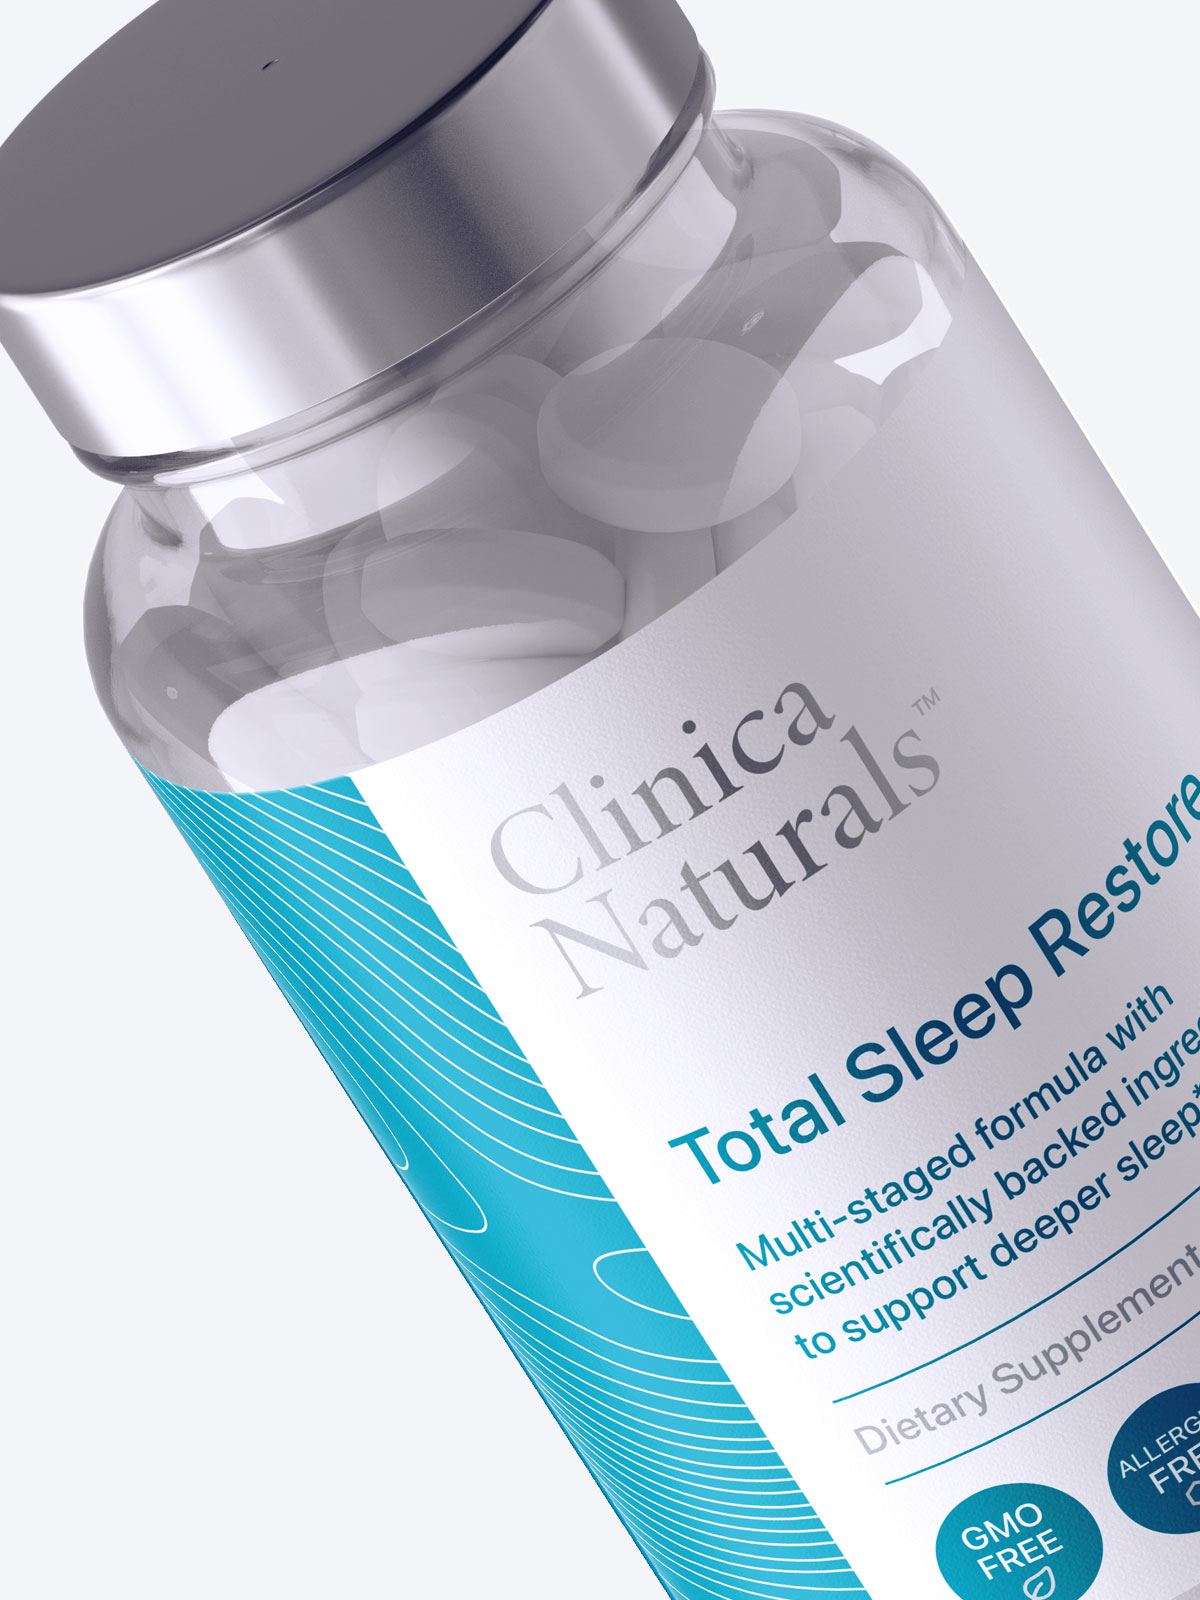 Clinica
Naturals™
Total Sleep Restore
Multi-staged formula with
scientifically backed
to support deeper sleep*
Dietary Supplement
GMO
FREE